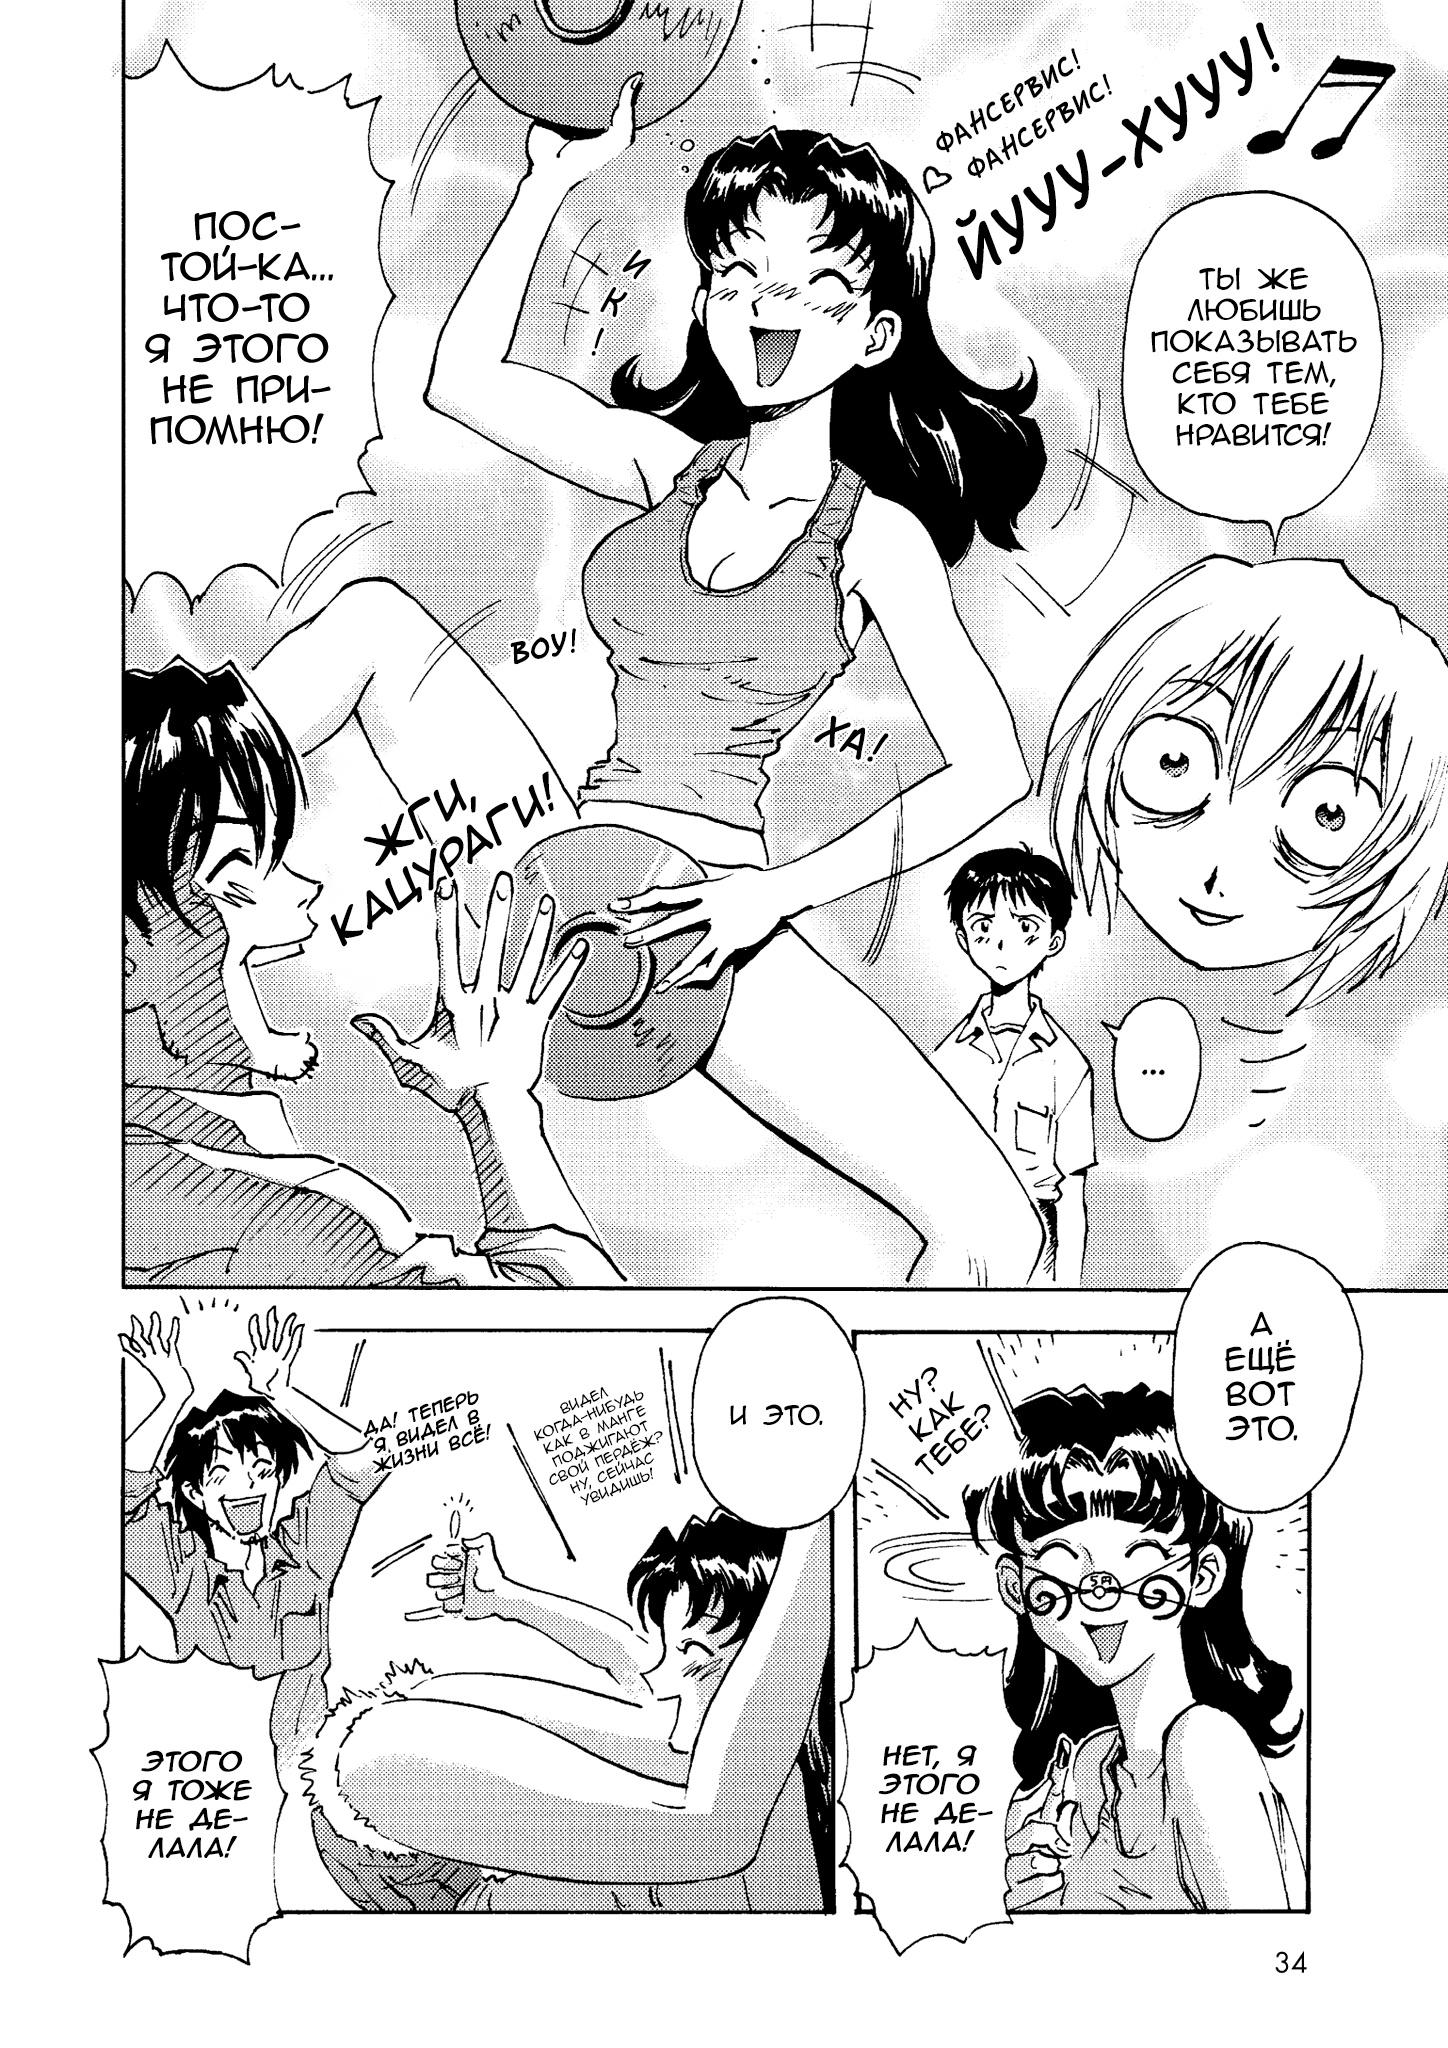 ФАНСЕРВИС!
ФАНСЕРВИС!
ЙУУУ-ХУУУ!
ТЫ ЖЕ
ЛЮБИШЬ
ПОКАЗЫВАТЬ
СЕБЯ ТЕМ,
КТО ТЕБЕ
НРАВИТСЯ!
ПОС-
ТОЙ-КА...
ЧТО-ТО
Я ЭТОГО
НЕ ПРИ-
ПОМНЮ!
ИК!
ВОУ!
ХА!
ЖГИ,
КАЦУРАГИ!
...
А
ЕЩЁ
ВОТ
ЭТО.
НУ?
КАК
ТЕБЕ?
НЕТ, Я
ЭТОГО
НЕ ДЕ-
ЛАЛА!
И ЭТО.
ВИДЕЛ
КОГДА-НИБУДЬ
КАК В МАНГЕ
ПОДЖИГАЮТ
СВОЙ ПЕРДЁЖ?
НУ, СЕЙЧАС
УВИДИШЬ!
ДА! ТЕПЕРЬ
Я ВИДЕЛ В
ЖИЗНИ ВСЁ!
ЭТОГО
Я ТОЖЕ
НЕ ДЕ-
ЛАЛА!
34